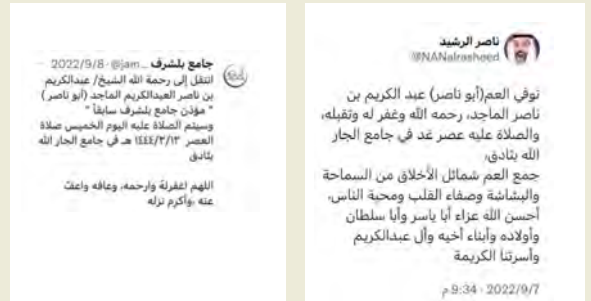 ناصر الرشيد
@NANalrasheed
توفي العم(أبو ناصر) عبد الكريم بن
ناصر الماجد، رحمه الله وغفر له وتقبله،
والصلاة عليه عصر غد في جامع الجار
الله بثادق،
جمع العم شمائل الأخلاق من السماحة
والبشاشة وصفاء القلب ومحبة الناس،
أحسن الله عزاء أبا ياسر وأبا سلطان
وأولاده وأبناء أخيه وآل عبدالكريم
وأسرتنا الكريمة
9:34 · 2022/9/7 م
جامع بلشرف @jam... · 2022/9/8
انتقل إلى رحمة الله الشيخ/ عبدالكريم
بن ناصر العبدالكريم الماجد (أبو ناصر )
" مؤذن جامع بلشرف سابقاً "
وسيتم الصلاة عليه اليوم الخميس صلاة
العصر ١٤٤٤/٢/١٢ هـ في جامع الجار الله
بثادق
اللهم اغفرلة وارحمه، وعافه واعف
عنه ،وأكرم نزله